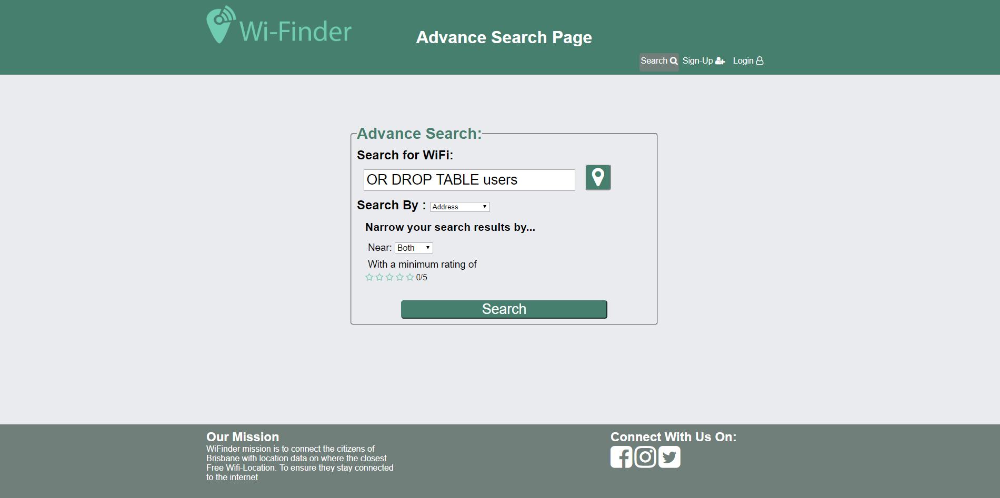 Wi-Finder
Advance Search Page
Search Sign-Up Login
Advance Search:
Search for WiFi:
OR DROP TABLE users
Search By : Address
Narrow your search results by...
Near: Both
With a minimum rating of
0/5
Search
Our Mission
WiFinder mission is to connect the citizens of
Brisbane with location data on where the closest
Free Wifi-Location. To ensure they stay connected
to the internet
Connect With Us On: